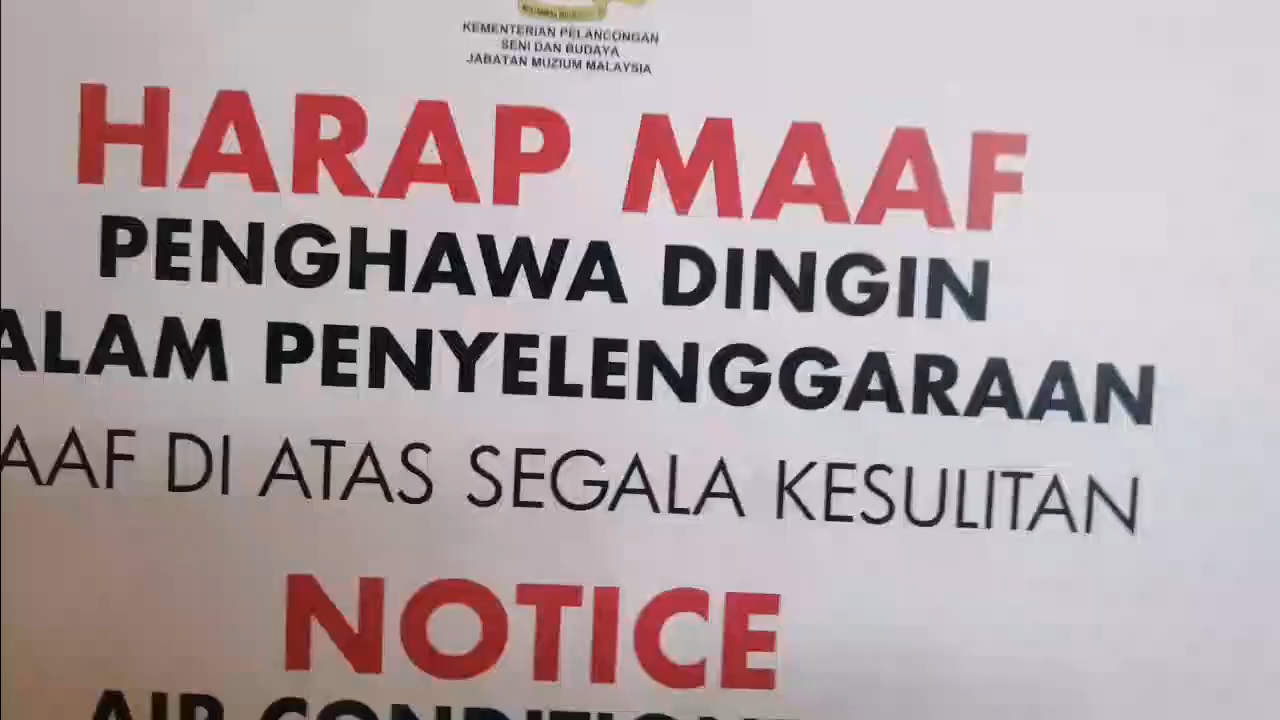 KEMENTERIAN PELANCONGAN
SENI DAN BUDAYA
JABATAN MUZIUM MALAYSIA
HARAP MAAF
PENGHAWA DINGIN
ALAM PENYELENGGARAAN
AAF DI ATAS SEGALA KESULITAN
NOTICE
AIR